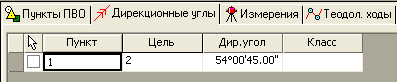 Пункты ПВО Дирекционные углы Измерения Теодол. ходы
Пункт Цель Дир.угол Класс
1 2 54°00'45.00"